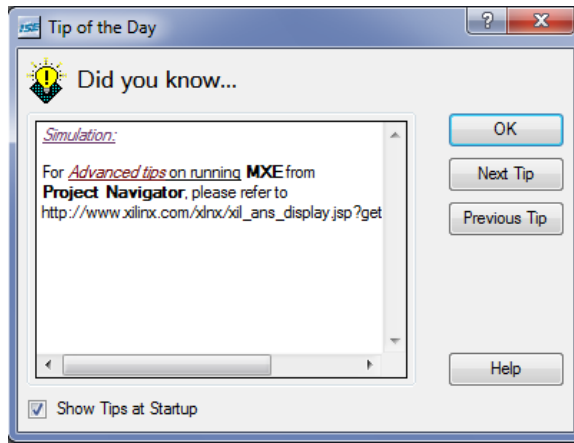 ISE Tip of the Day
?
X
Did you know...
Simulation:
For Advanced tips on running MXE from
Project Navigator, please refer to
http://www.xilinx.com/xlnx/xil_ans_display.jsp?get
OK
Next Tip
Previous Tip
Help
Show Tips at Startup